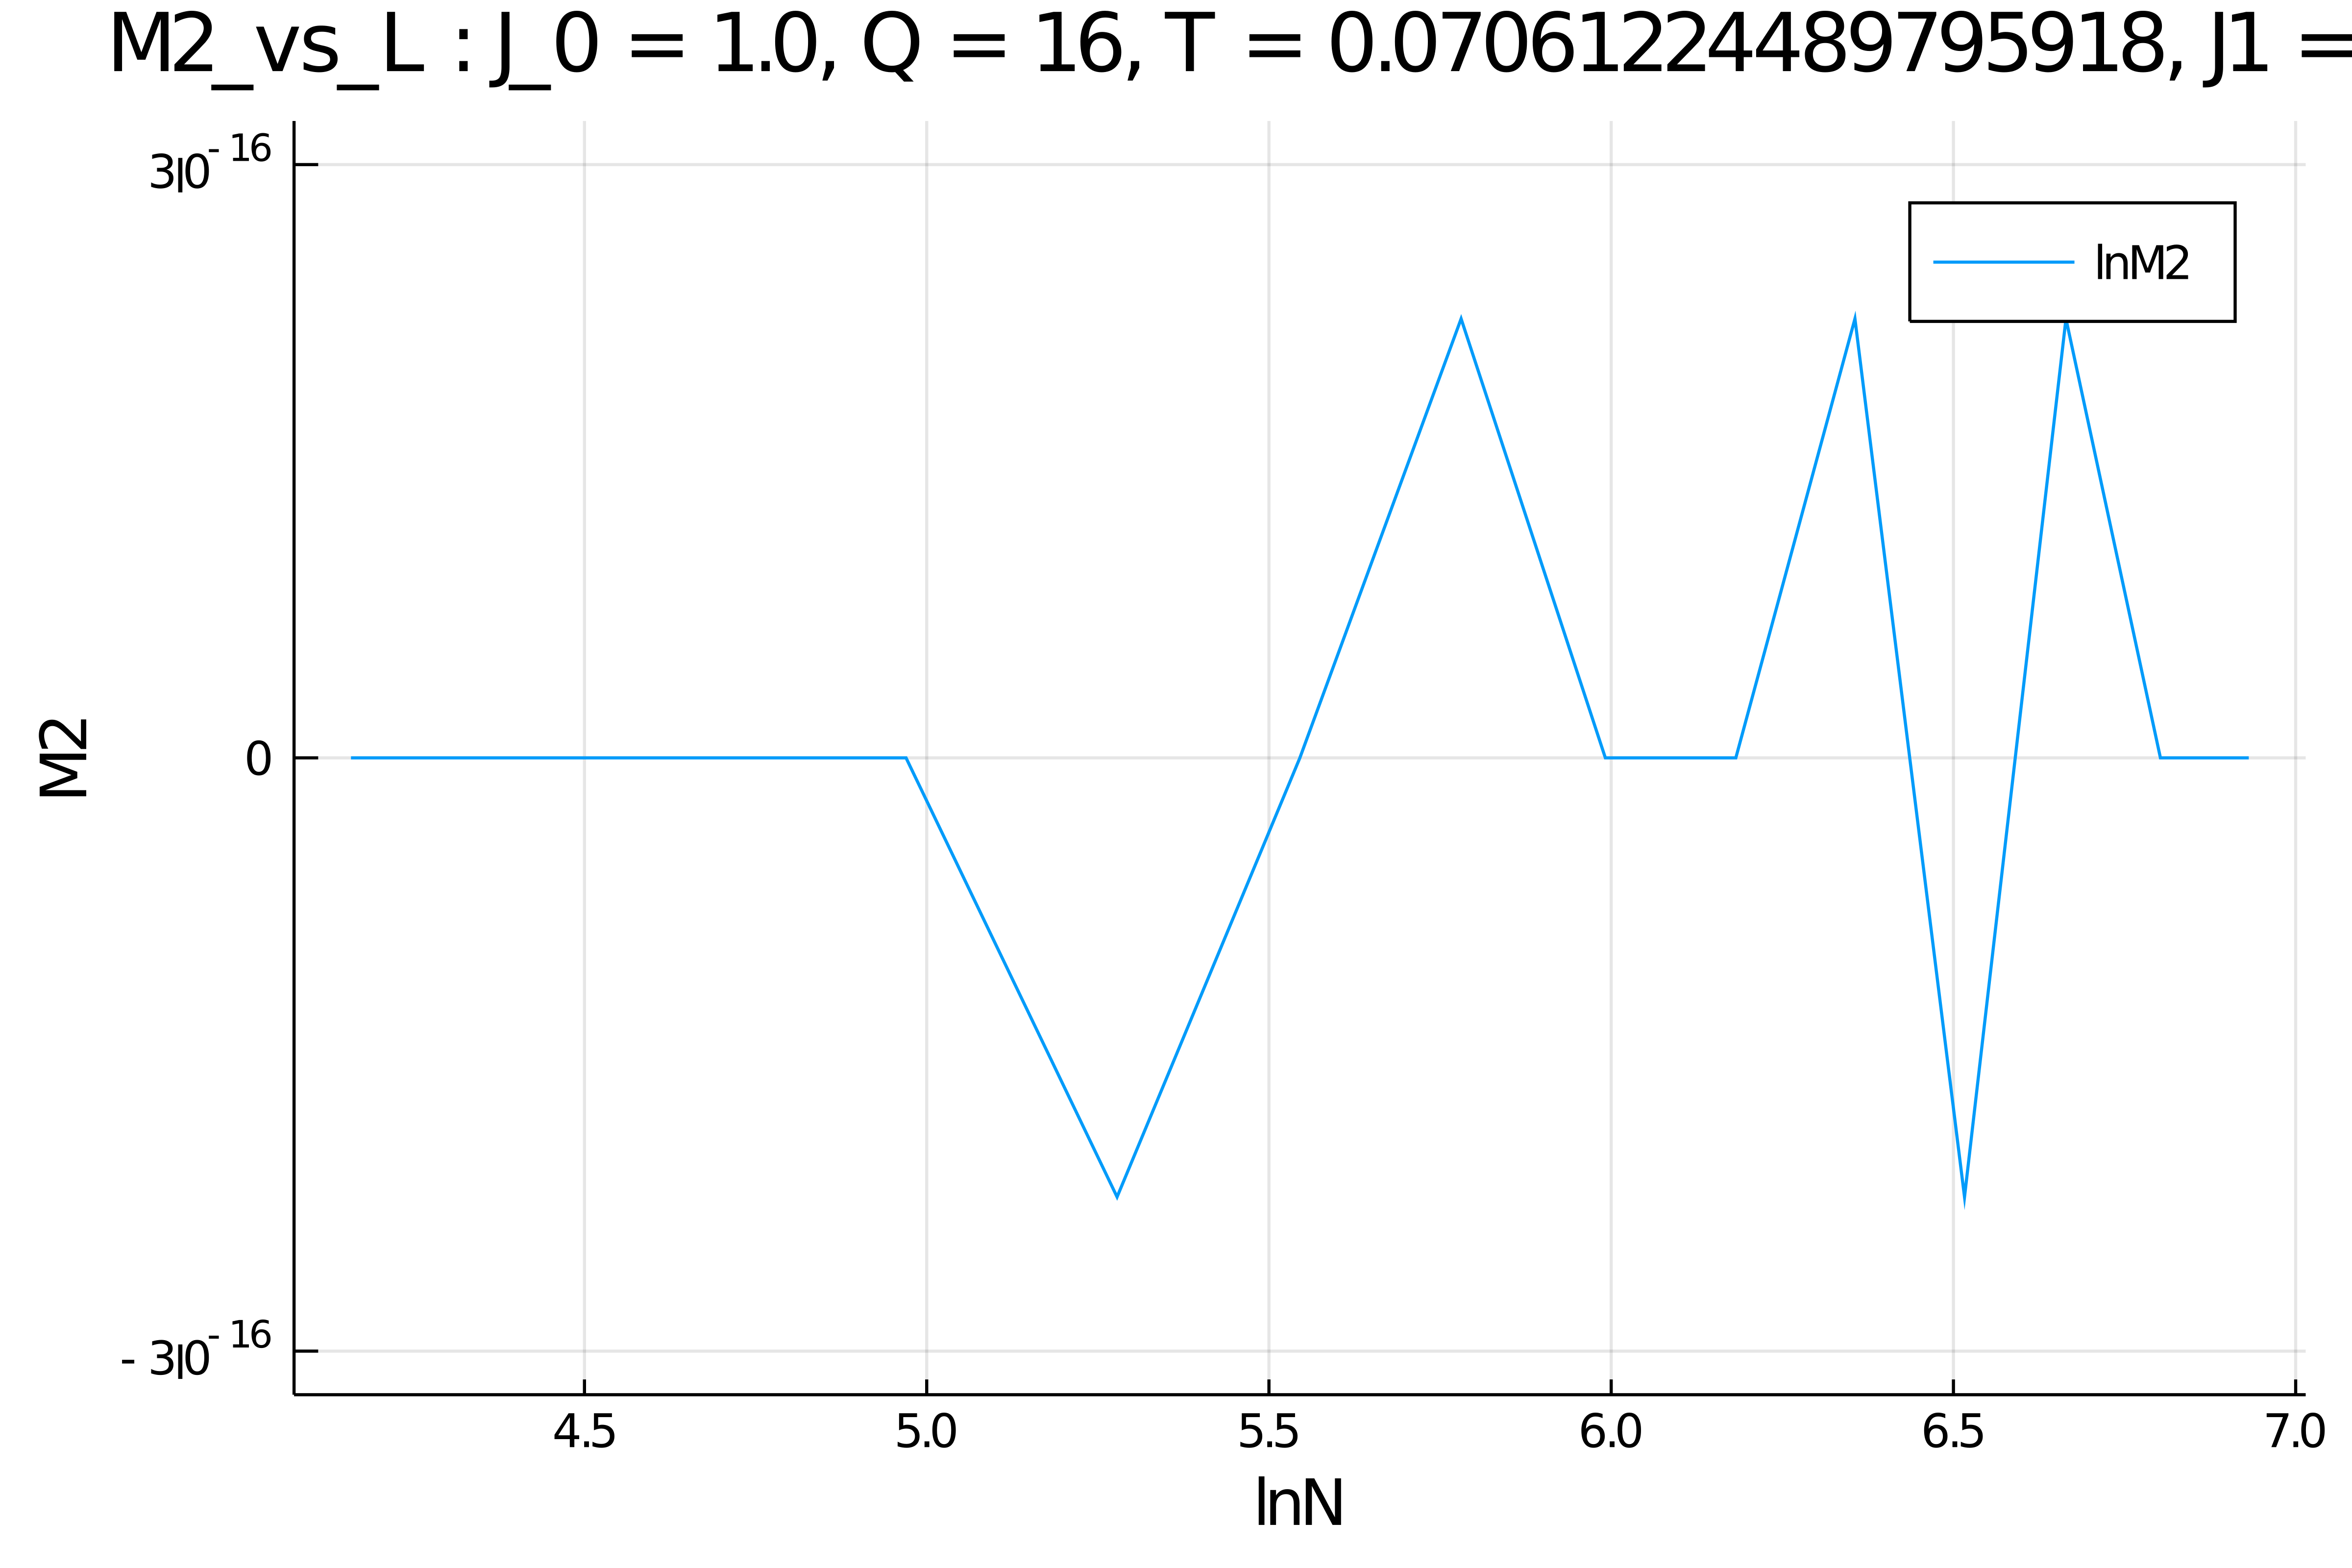 M2_vs_L : J_0 = 1.0, Q = 16, T = 0.07061224489795918, J1 =
3|0^- 16
lnM2
M2
0
- 3|0^- 16
4.5 5.0 5.5 6.0 6.5 7.0
lnN